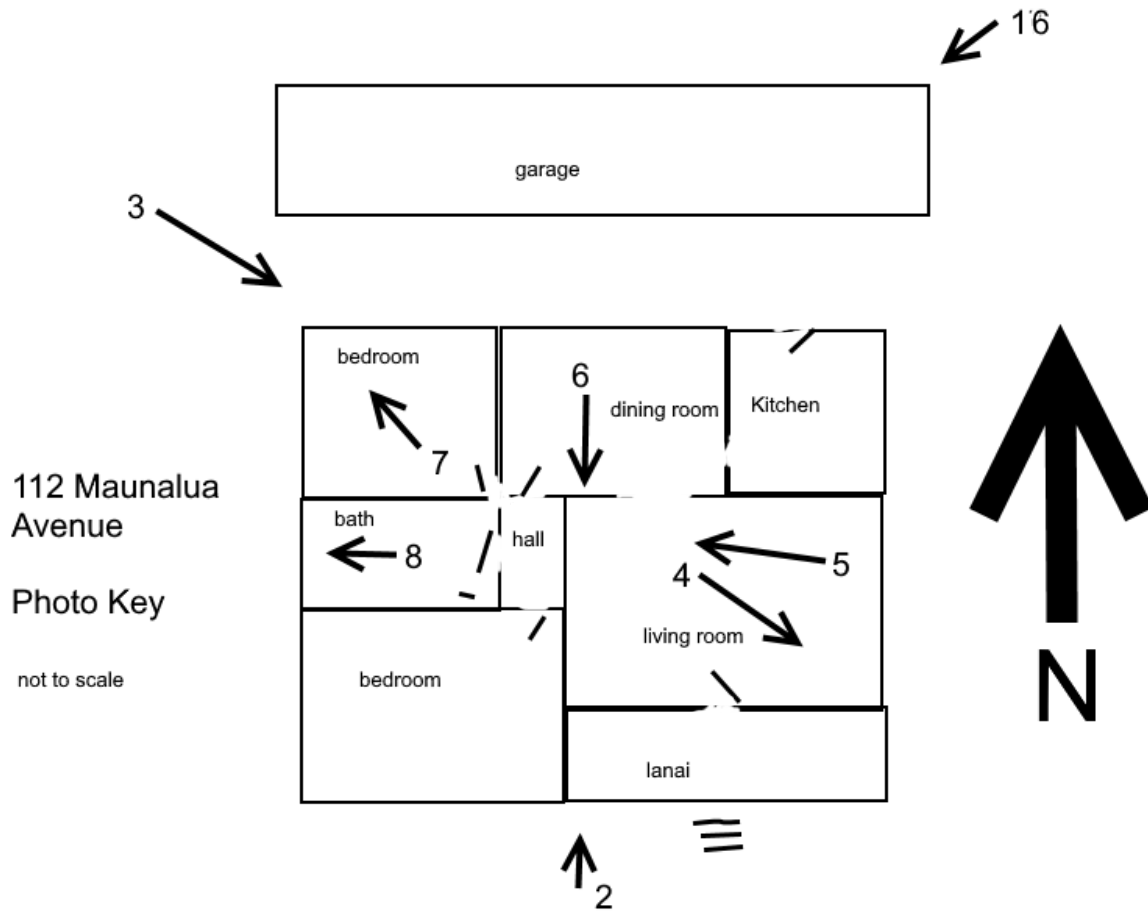 16
garage
3
bedroom
6
dining room
Kitchen
7
112 Maunalua
Avenue
bath
8
hall
5
4
Photo Key
living room
not to scale
bedroom
N
lanai
2